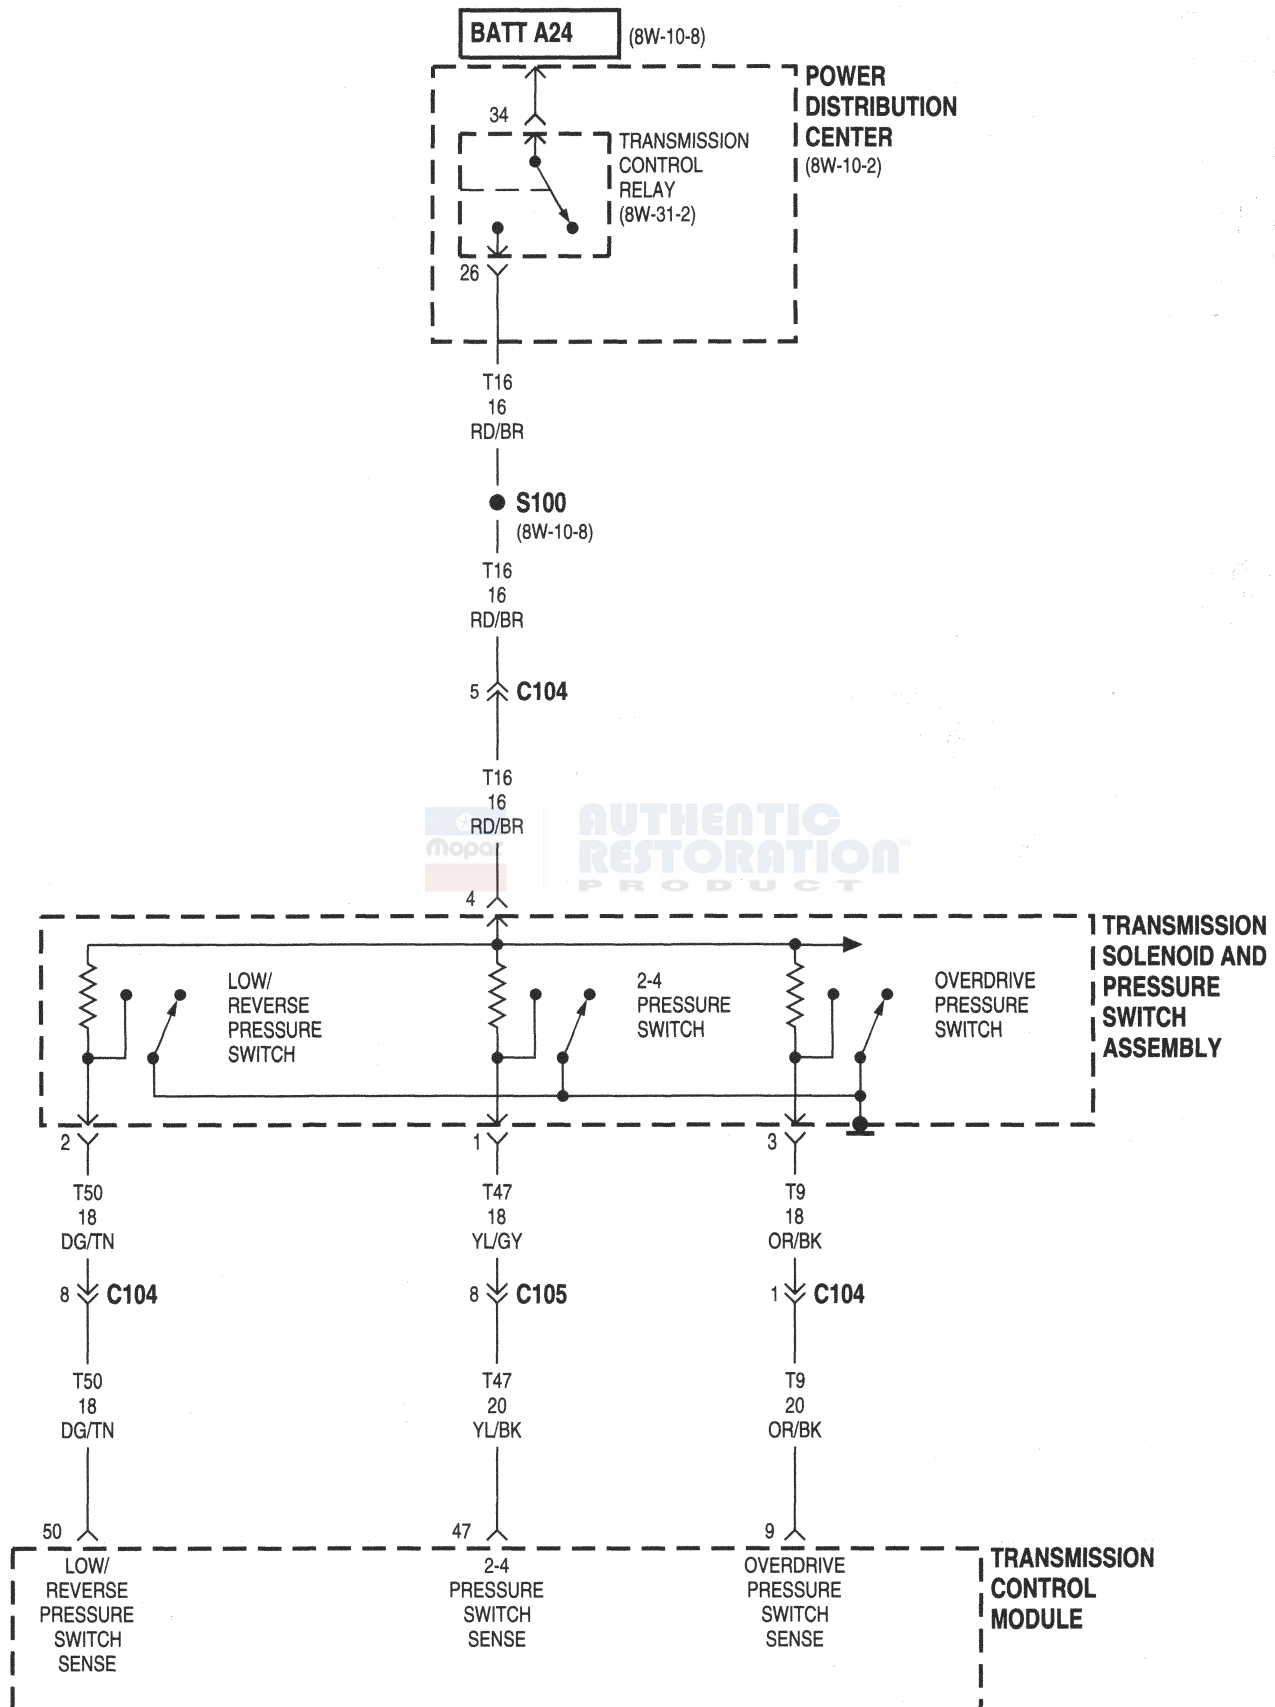 BATT A24
(8W-10-8)
POWER
DISTRIBUTION
CENTER
(8W-10-2)
34
TRANSMISSION
CONTROL
RELAY
(8W-31-2)
26
T16
16
RD/BR
S100
(8W-10-8)
T16
16
RD/BR
5
C104
T16
16
RD/BR
Mopar
AUTHENTIC
RESTORATION™
PRODUCT
4
TRANSMISSION
SOLENOID AND
PRESSURE
SWITCH
ASSEMBLY
LOW/
REVERSE
PRESSURE
SWITCH
2-4
PRESSURE
SWITCH
OVERDRIVE
PRESSURE
SWITCH
2
1
3
T50
18
DG/TN
T47
18
YL/GY
T9
18
OR/BK
8
C104
8
C105
1
C104
T50
18
DG/TN
T47
20
YL/BK
T9
20
OR/BK
50
47
9
LOW/
REVERSE
PRESSURE
SWITCH
SENSE
2-4
PRESSURE
SWITCH
SENSE
OVERDRIVE
PRESSURE
SWITCH
SENSE
TRANSMISSION
CONTROL
MODULE